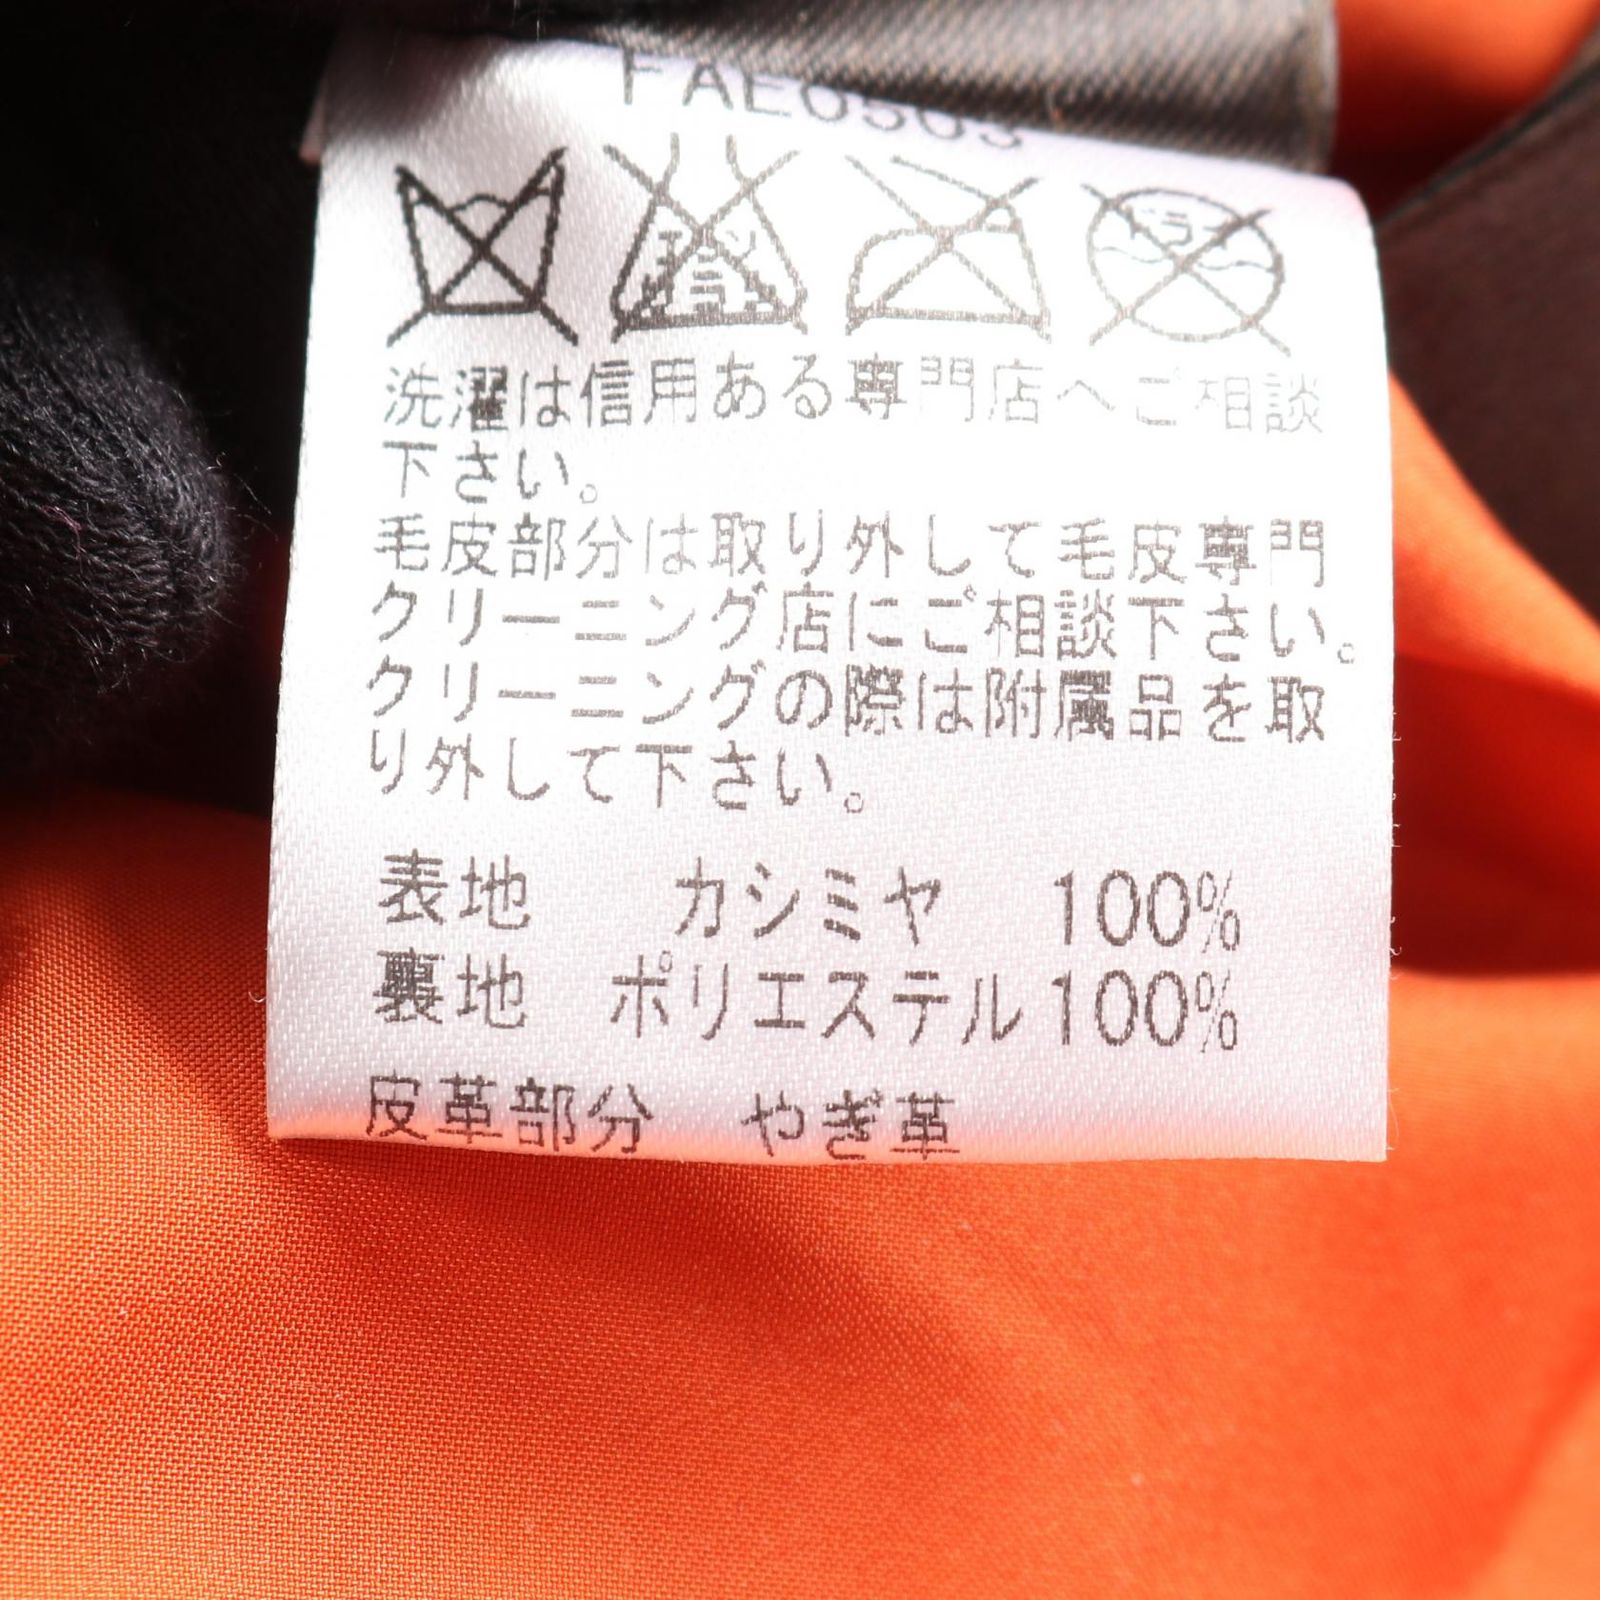 FAE0503
ドライ
洗濯は信用ある専門店へご相談
下さい。
毛皮部分は取り外して毛皮専門
クリーニング店にご相談下さい。
クリーニングの際は附属品を取
り外して下さい。
表地 カシミヤ 100%
裏地 ポリエステル100%
皮革部分 やぎ革